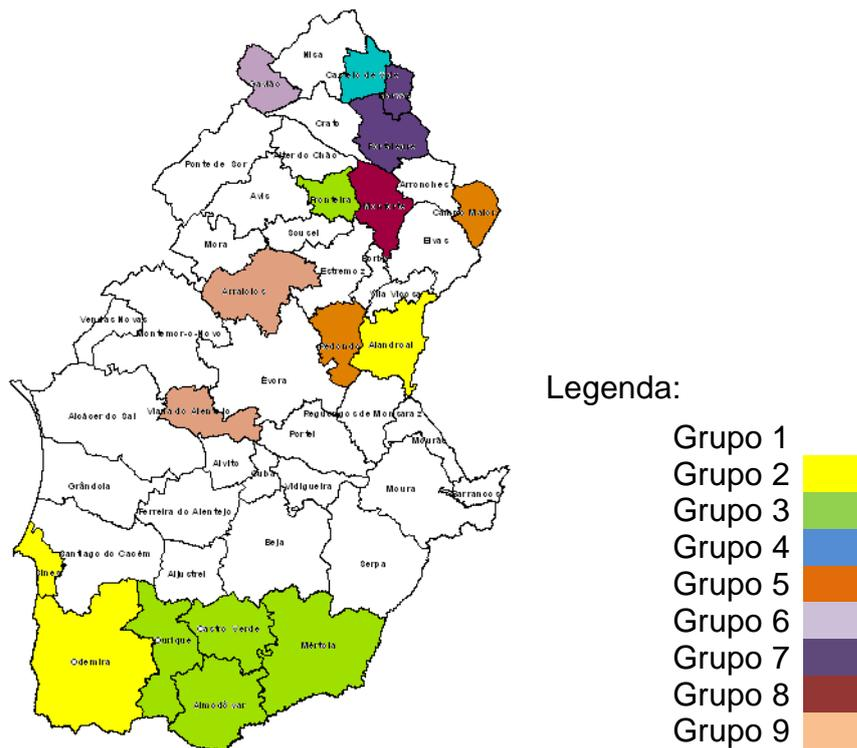 Nisa
Castelo de Vide
Gavião
Crato
Portalegre
Ponte de Sor
Alter do Chão
Arronches
Avis
Fronteira
Monforte
Campo Maior
Sousel
Mora
Elvas
Estremoz
Arraiolos
Vila Viçosa
Vendas Novas
Montemor-o-Novo
Redondo
Alandroal
Évora
Legenda:
Alcácer do Sal
Viana do Alentejo
Reguengos de Monsaraz
Portel
Mourão
Grupo 1
Alvito
Cuba
Grândola
Vidigueira
Moura
Barrancos
Grupo 2
Ferreira do Alentejo
Grupo 3
Beja
Santiago do Cacém
Grupo 4
Sines
Aljustrel
Serpa
Grupo 5
Grupo 6
Ourique
Castro Verde
Mértola
Odemira
Grupo 7
Almodôvar
Grupo 8
Grupo 9